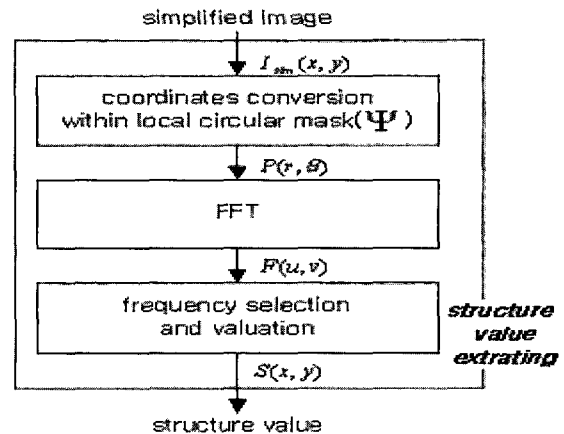 simplified image
I_sim(x, y)
coordinates conversion
within local circular mask(Ψ)
P(r, θ)
FFT
F(u, v)
frequency selection
and valuation
structure
value
extrating
S(x, y)
structure value